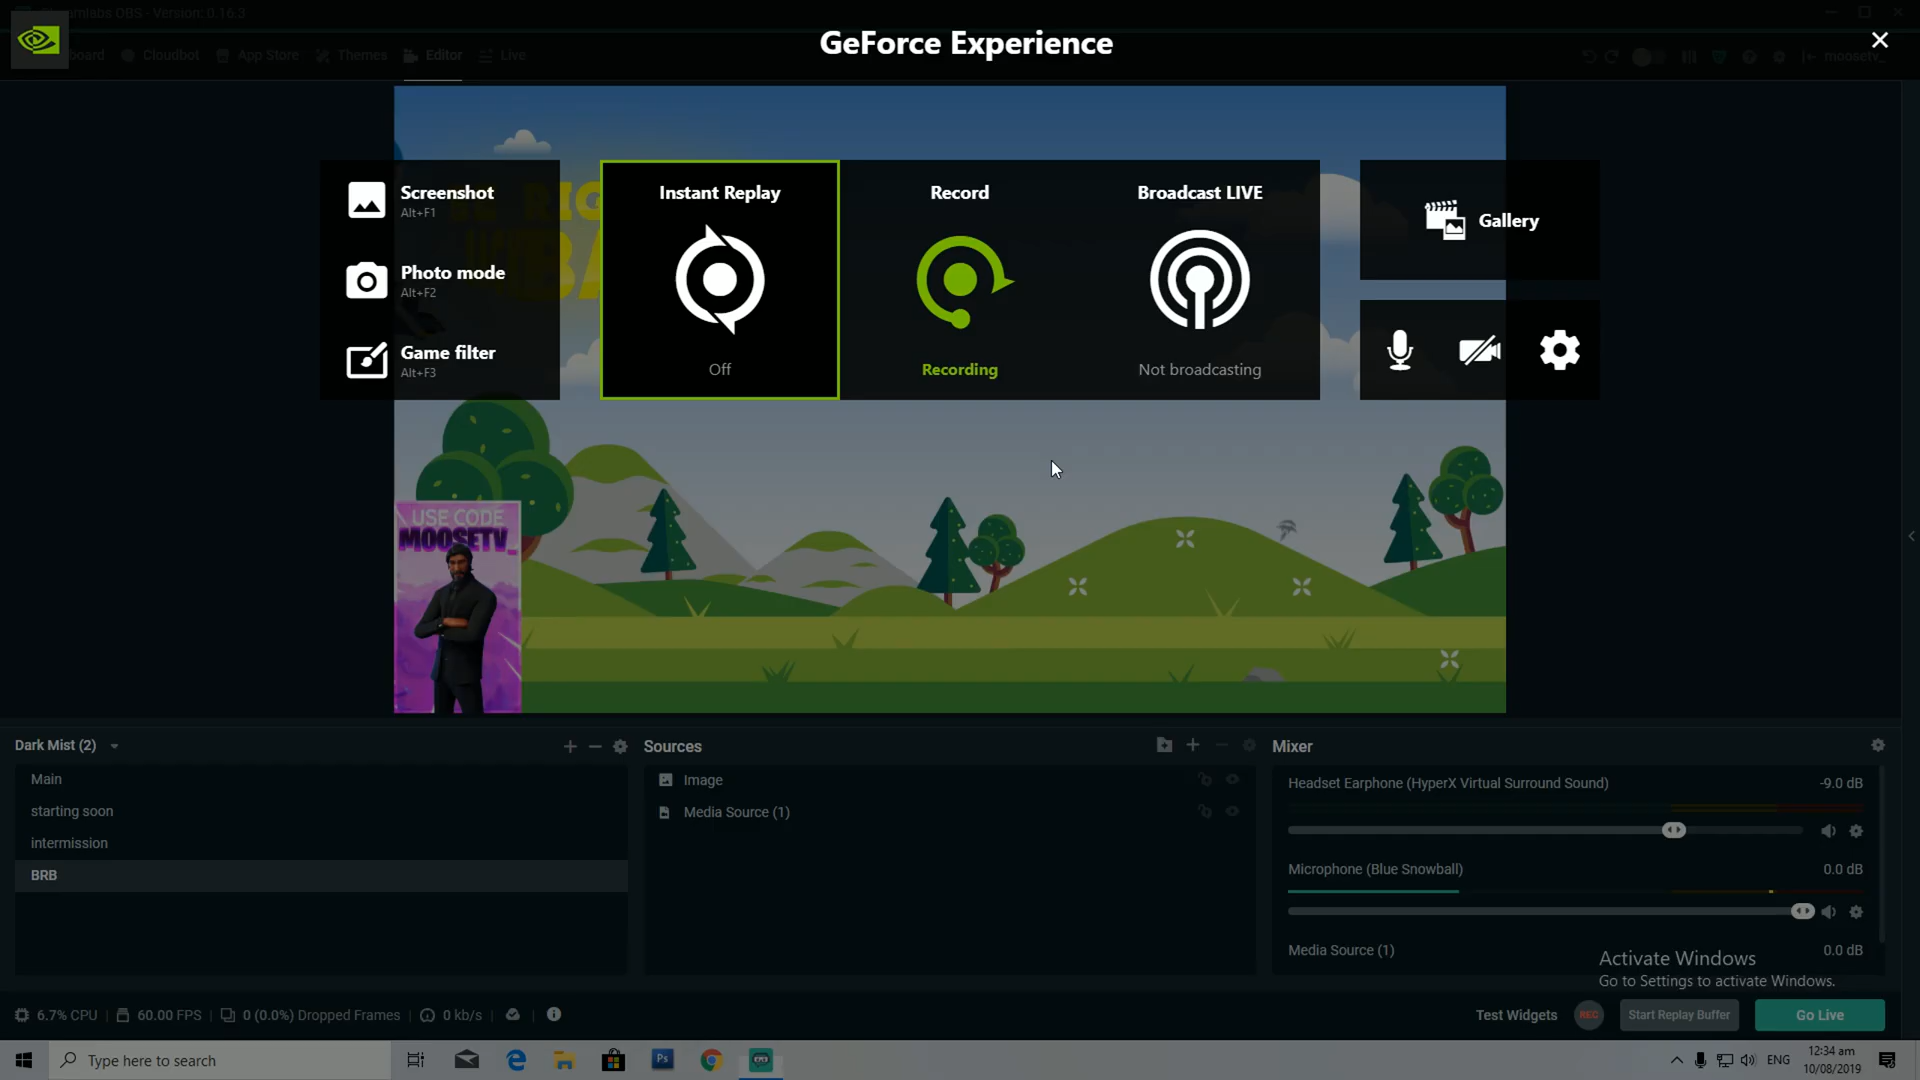 amlabs OBS - Version: 0.16.3
GeForce Experience
board
Cloudbot
App Store
Themes
Editor
Live
moosetv_
Screenshot
Alt+F1
Photo mode
Alt+F2
Game filter
Alt+F3
Instant Replay
Off
Record
Recording
Broadcast LIVE
Not broadcasting
Gallery
USE CODE
MOOSETV_
Dark Mist (2)
Main
starting soon
intermission
BRB
Sources
Image
Media Source (1)
Mixer
Headset Earphone (HyperX Virtual Surround Sound)
-9.0 dB
Microphone (Blue Snowball)
0.0 dB
Media Source (1)
0.0 dB
Activate Windows
Go to Settings to activate Windows.
6.7% CPU
60.00 FPS
0 (0.0%) Dropped Frames
0 kb/s
Test Widgets
REC
Start Replay Buffer
Go Live
Type here to search
Ps
ENG
12:34 am
10/08/2019